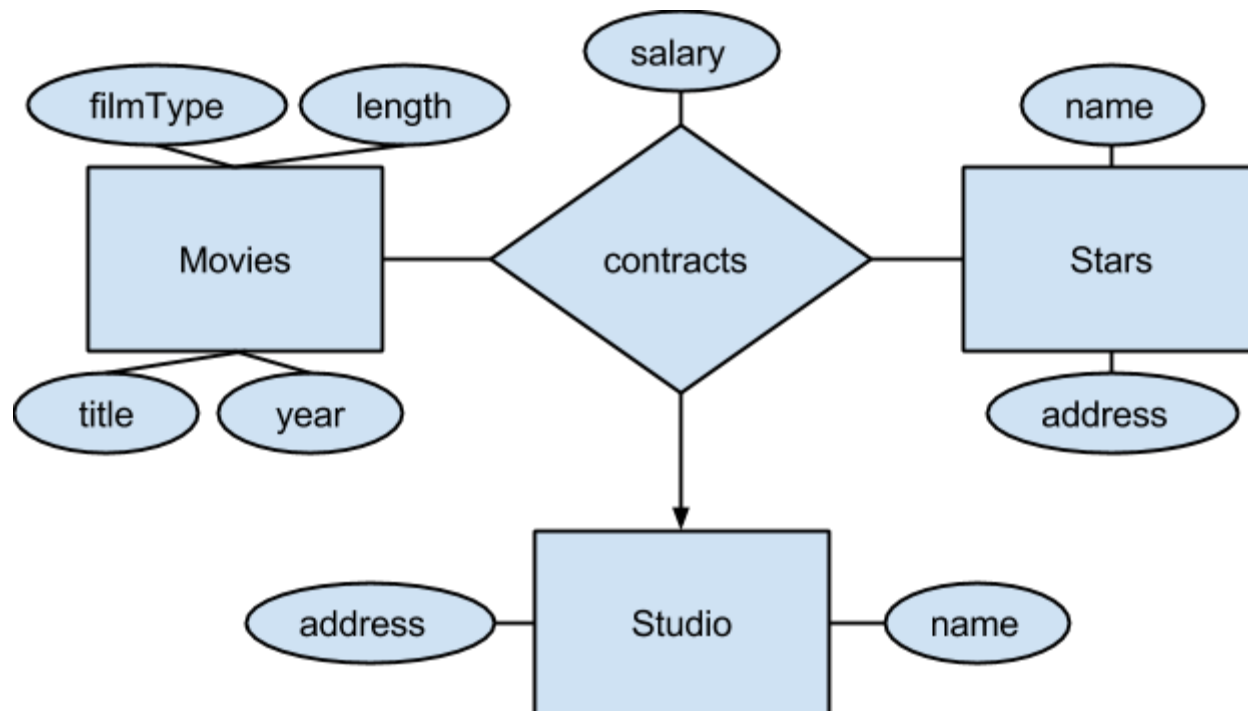 salary
filmType
length
name
Movies
contracts
Stars
title
year
address
address
Studio
name